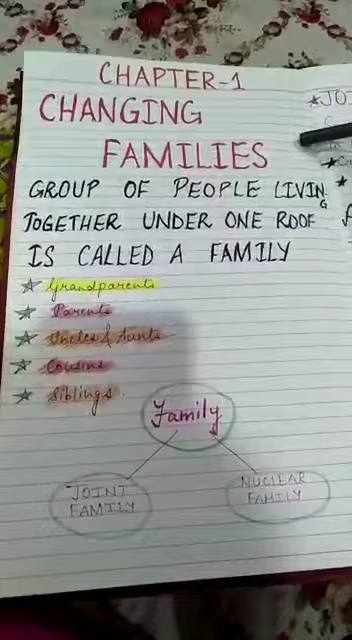 CHAPTER-1
CHANGING
FAMILIES
GROUP OF PEOPLE LIVING
TOGETHER UNDER ONE ROOF
IS CALLED A FAMILY
★ Grandparents
★ Parents
★ Uncles & Aunts
★ Cousins
★ Siblings.
Family
JOINT
FAMILY
NUCLEAR
FAMILY
★JOI